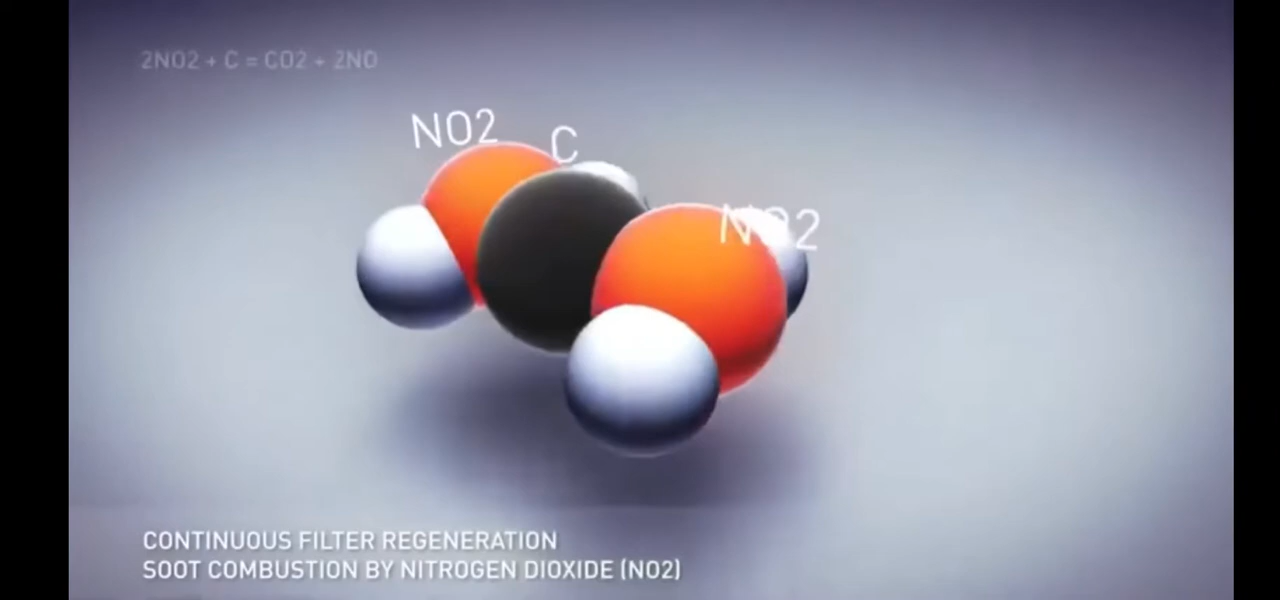 2NO2 + C = CO2 + 2NO
NO2
C
NO2
CONTINUOUS FILTER REGENERATION
SOOT COMBUSTION BY NITROGEN DIOXIDE (NO2)